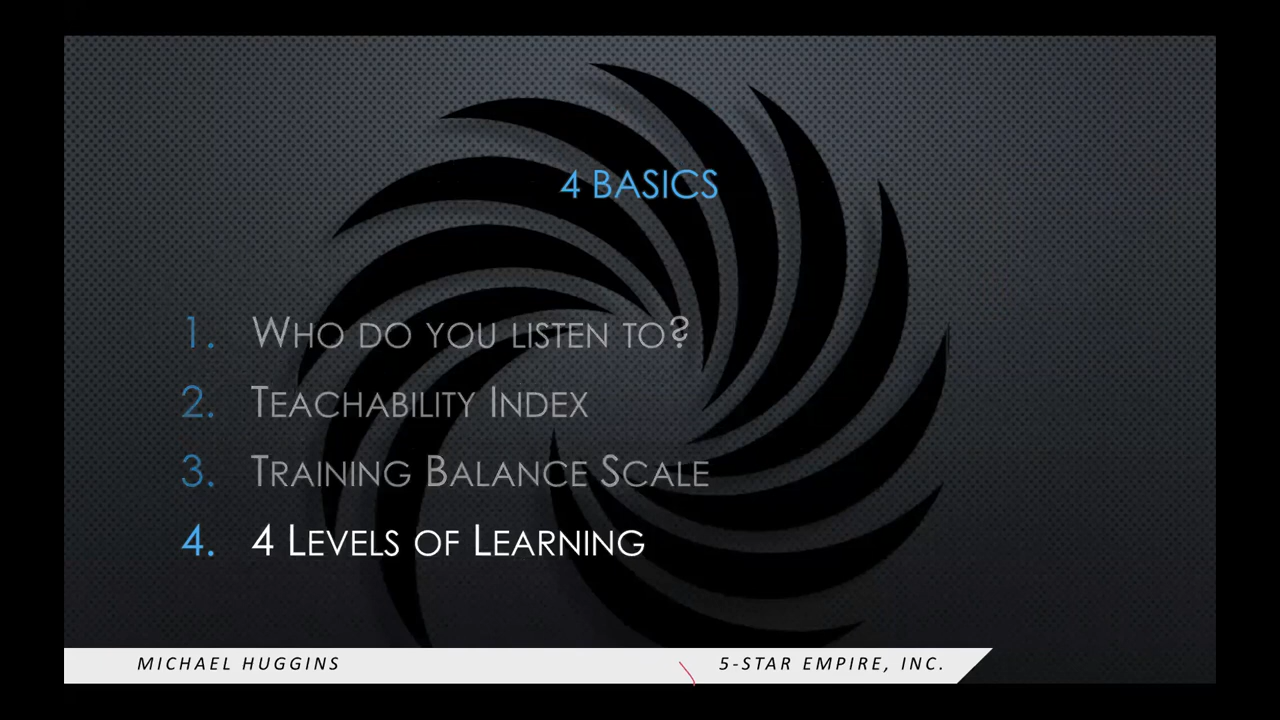 4 BASICS
1. WHO DO YOU LISTEN TO?
2. TEACHABILITY INDEX
3. TRAINING BALANCE SCALE
4. 4 LEVELS OF LEARNING
MICHAEL HUGGINS 5-STAR EMPIRE, INC.